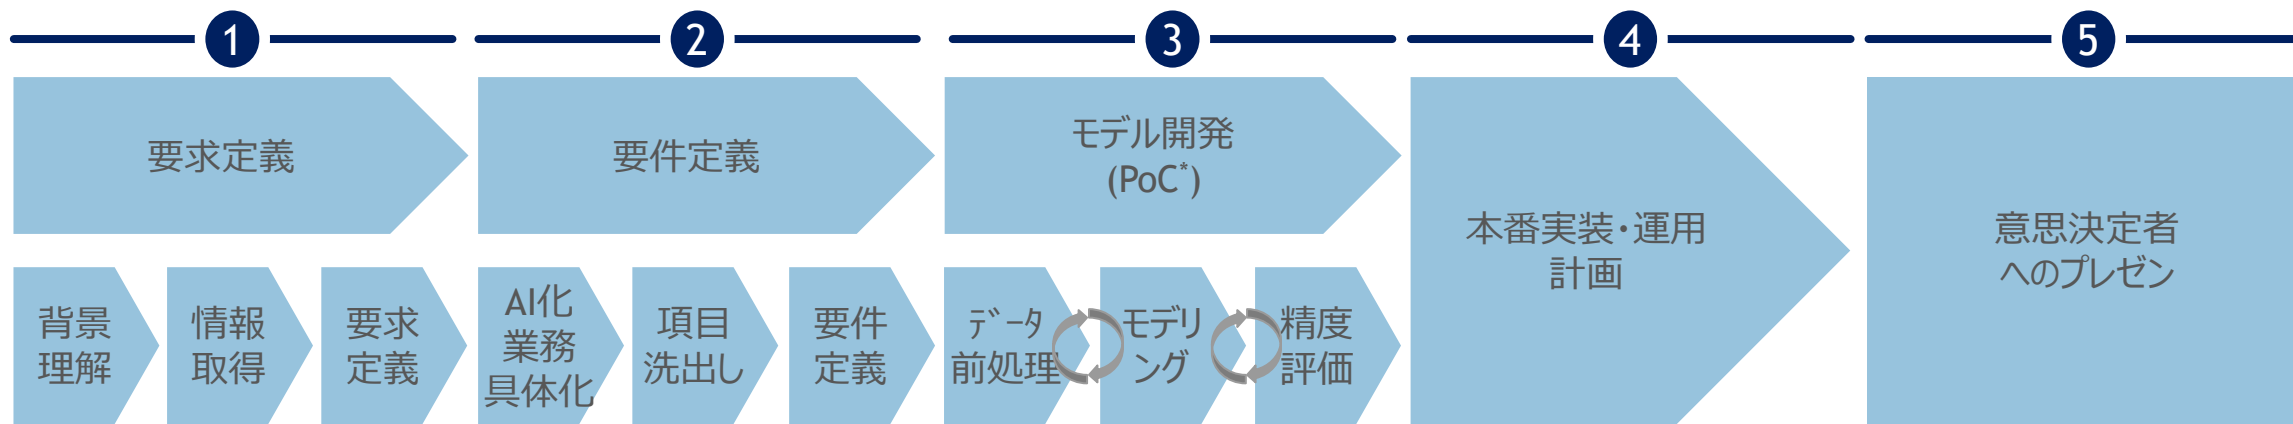 1
2
3
4
5
要求定義
要件定義
モデル開発
(PoC*)
本番実装・運用
計画
意思決定者
へのプレゼン
背景
理解
情報
取得
要求
定義
AI化
業務
具体化
項目
洗出し
要件
定義
ﾃﾞｰﾀ
前処理
モデリ
ング
精度
評価